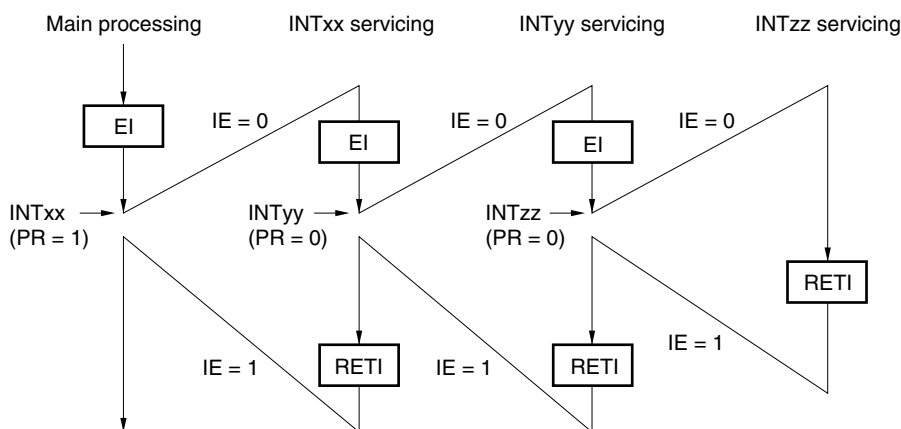 Main processing
INTxx servicing
INTyy servicing
INTzz servicing
EI
IE = 0
EI
IE = 0
EI
IE = 0
INTxx
(PR = 1)
INTyy
(PR = 0)
INTzz
(PR = 0)
RETI
IE = 1
RETI
IE = 1
RETI
IE = 1